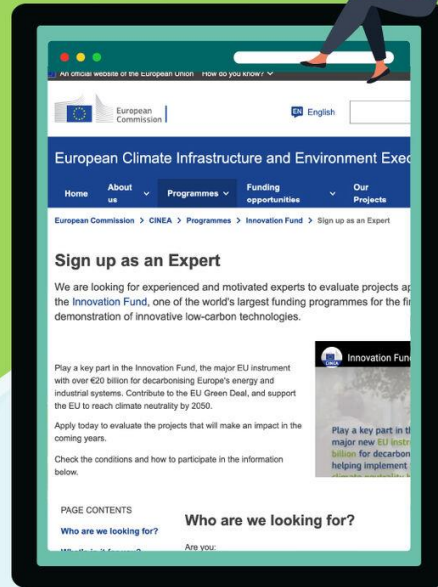 An official website of the European Union How do you know?
European
Commission
EN English
European Climate Infrastructure and Environment Exec
Home About us Programmes Funding opportunities Our Projects
European Commission > CINEA > Programmes > Innovation Fund > Sign up as an Expert
Sign up as an Expert
We are looking for experienced and motivated experts to evaluate projects ap
the Innovation Fund, one of the world's largest funding programmes for the fir
demonstration of innovative low-carbon technologies.
Innovation Fun
Play a key part in the Innovation Fund, the major EU instrument
with over €20 billion for decarbonising Europe's energy and
industrial systems. Contribute to the EU Green Deal, and support
the EU to reach climate neutrality by 2050.
Apply today to evaluate the projects that will make an impact in the
coming years.
Check the conditions and how to participate in the information
below.
Play a key part in th
major new EU instr
billion for decarbon
helping implement
climate neutrality b
PAGE CONTENTS
Who are we looking for?
What's in it for you?
Who are we looking for?
Are you: